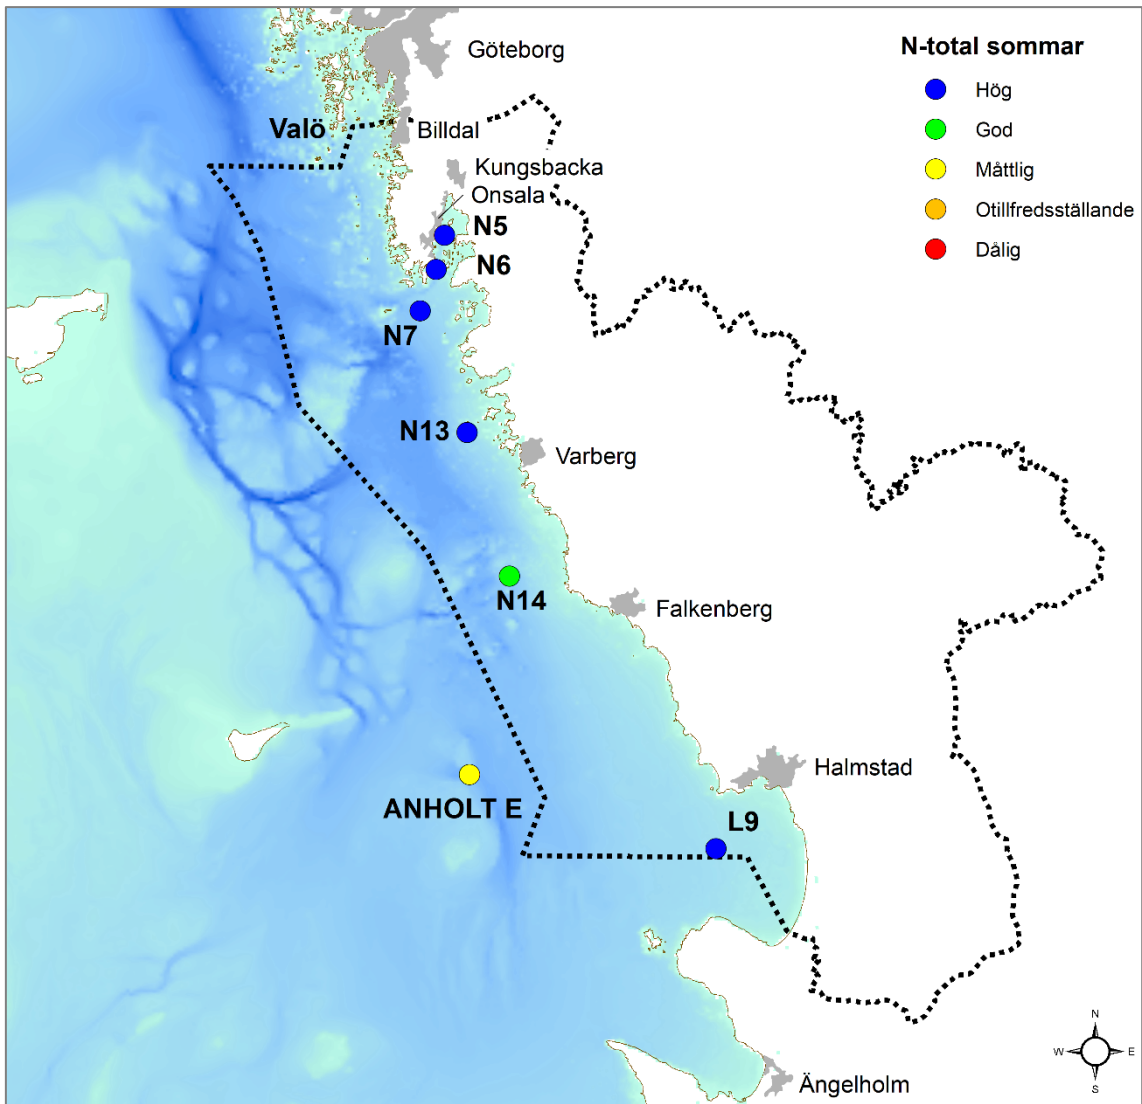 Göteborg
N-total sommar
Hög
God
Måttlig
Otillfredsställande
Dålig
Valö
Billdal
Kungsbacka
Onsala
N5
N6
N7
N13
Varberg
N14
Falkenberg
Halmstad
ANHOLT E
L9
N
W E
S
Ängelholm